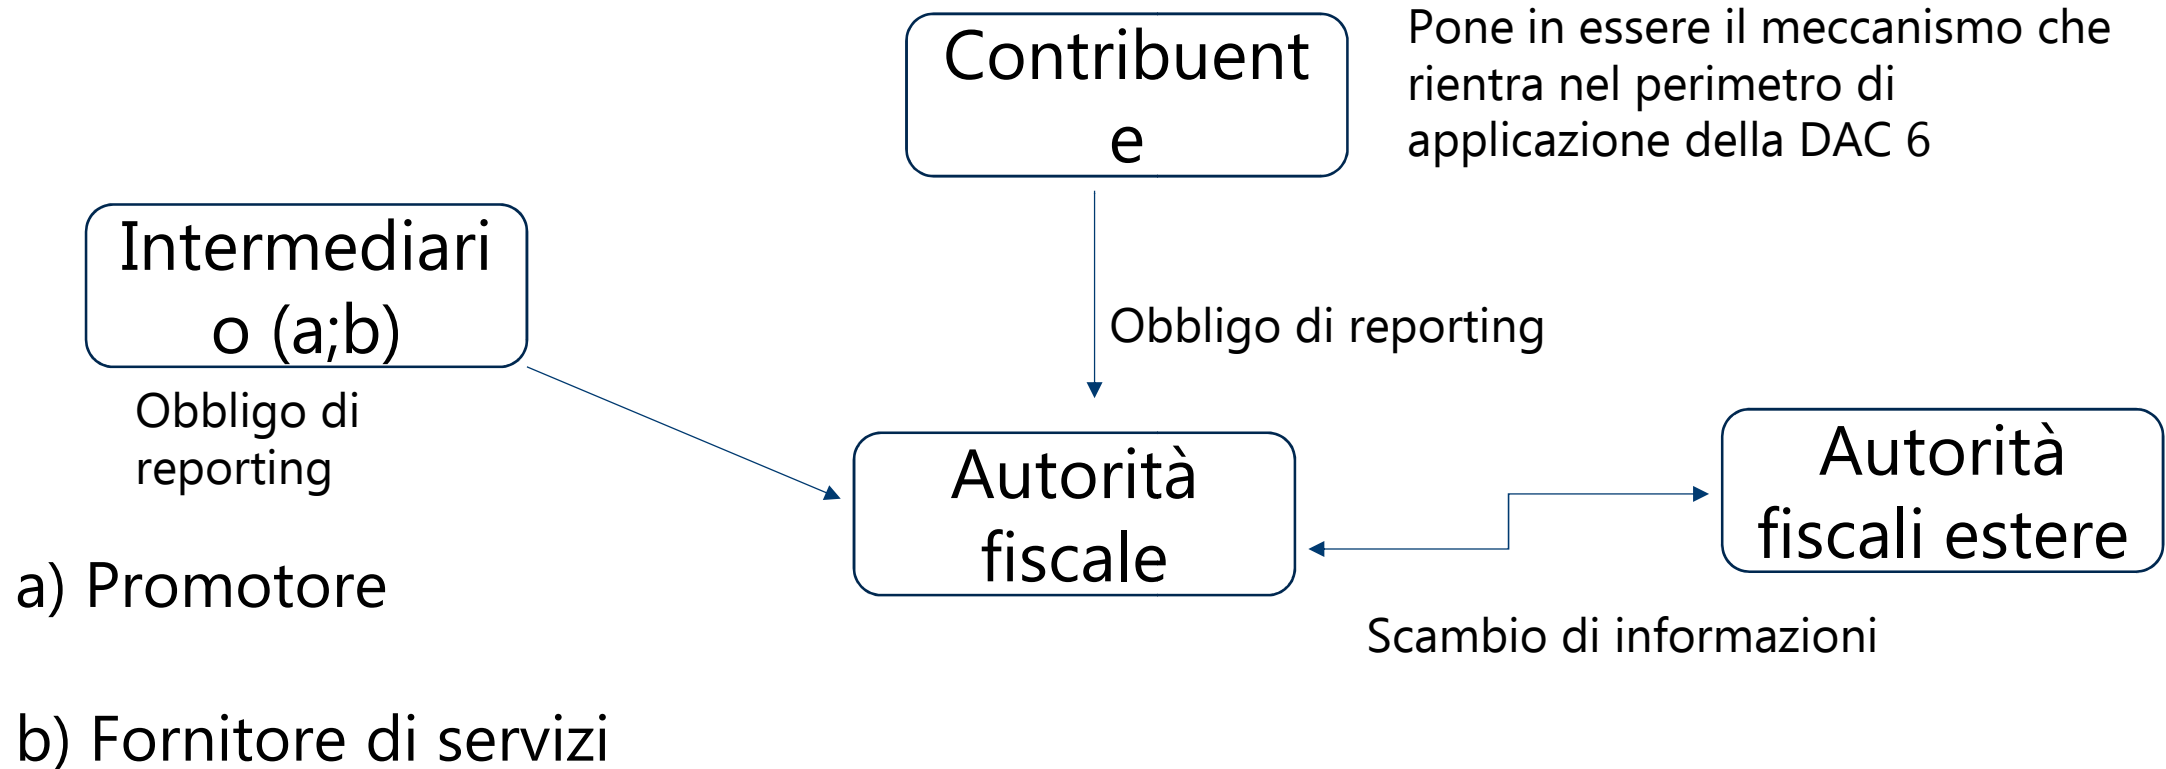 Contribuent
e
Pone in essere il meccanismo che
rientra nel perimetro di
applicazione della DAC 6
Intermediari
o (a;b)
Obbligo di reporting
Obbligo di
reporting
Autorità
fiscale
Autorità
fiscali estere
Scambio di informazioni
a) Promotore
b) Fornitore di servizi